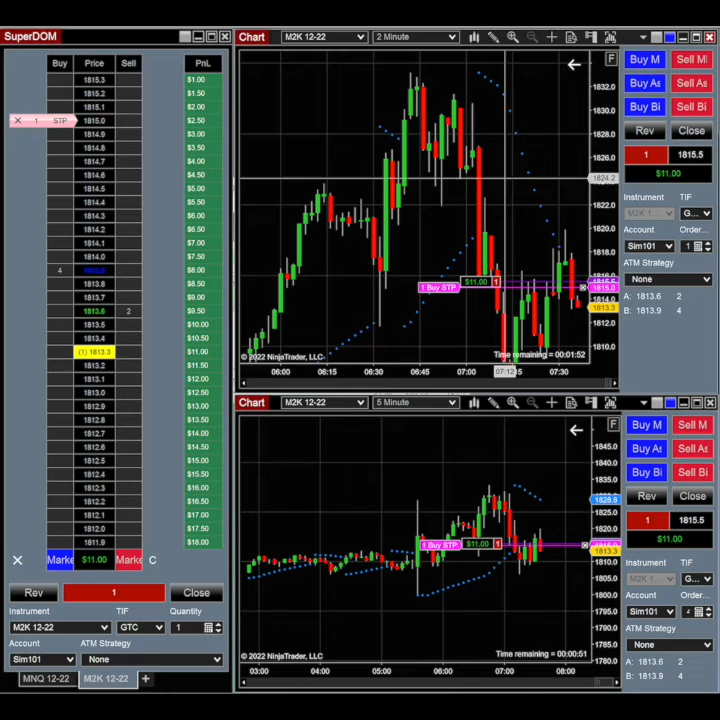 SuperDOM
Buy Price Sell PnL
1815.3 $1.00
1815.2 $1.50
1815.1 $2.00
1 STP 1815.0 $2.50
1814.9 $3.00
1814.8 $3.50
1814.7 $4.00
1814.6 $4.50
1814.5 $5.00
1814.4 $5.50
1814.3 $6.00
1814.2 $6.50
1814.1 $7.00
1814.0 $7.50
4 $8.00
1813.8 $8.50
1813.7 $9.00
1813.6 2 $9.50
1813.5 $10.00
1813.4 $10.50
(1) 1813.3 $11.00
1813.2 $11.50
1813.1 $12.00
1813.0 $12.50
1812.9 $13.00
1812.8 $13.50
1812.7 $14.00
1812.6 $14.50
1812.5 $15.00
1812.4 $15.50
1812.3 $16.00
1812.2 $16.50
1812.1 $17.00
1812.0 $17.50
1811.9 $18.00
Marke $11.00 Marke C
Rev 1 Close
Instrument TIF Quantity
M2K 12-22 GTC 1
Account ATM Strategy
Sim101 None
MNQ 12-22 M2K 12-22 +
Chart M2K 12-22 2 Minute
F
1832.0
1828.0
1826.0
1824.2
1822.0
1820.0
1818.0
1815.0
1814.0
1813.3
1812.0
1810.0
1 Buy STP $11.00 1
© 2022 NinjaTrader, LLC
Time remaining = 00:01:52
06:00 06:15 06:30 06:45 07:00 07:12 07:30
Buy M Sell M
Buy As Sell As
Buy Bi Sell Bi
Rev Close
1 1815.5
$11.00
Instrument TIF
M2K 1... G...
Account Order...
Sim101 1
ATM Strategy
None
A: 1813.6 2
B: 1813.9 4
Chart M2K 12-22 5 Minute
F
1845.0
1840.0
1835.0
1828.8
1820.0
1813.3
1810.0
1805.0
1800.0
1795.0
1790.0
1785.0
1780.0
1 Buy STP $11.00 1
© 2022 NinjaTrader, LLC
Time remaining = 00:00:51
03:00 04:00 05:00 06:00 07:00 08:00
Buy M Sell M
Buy As Sell As
Buy Bi Sell Bi
Rev Close
1 1815.5
$11.00
Instrument TIF
M2K 1... G...
Account Order...
Sim101
ATM Strategy
None
A: 1813.6 2
B: 1813.9 4